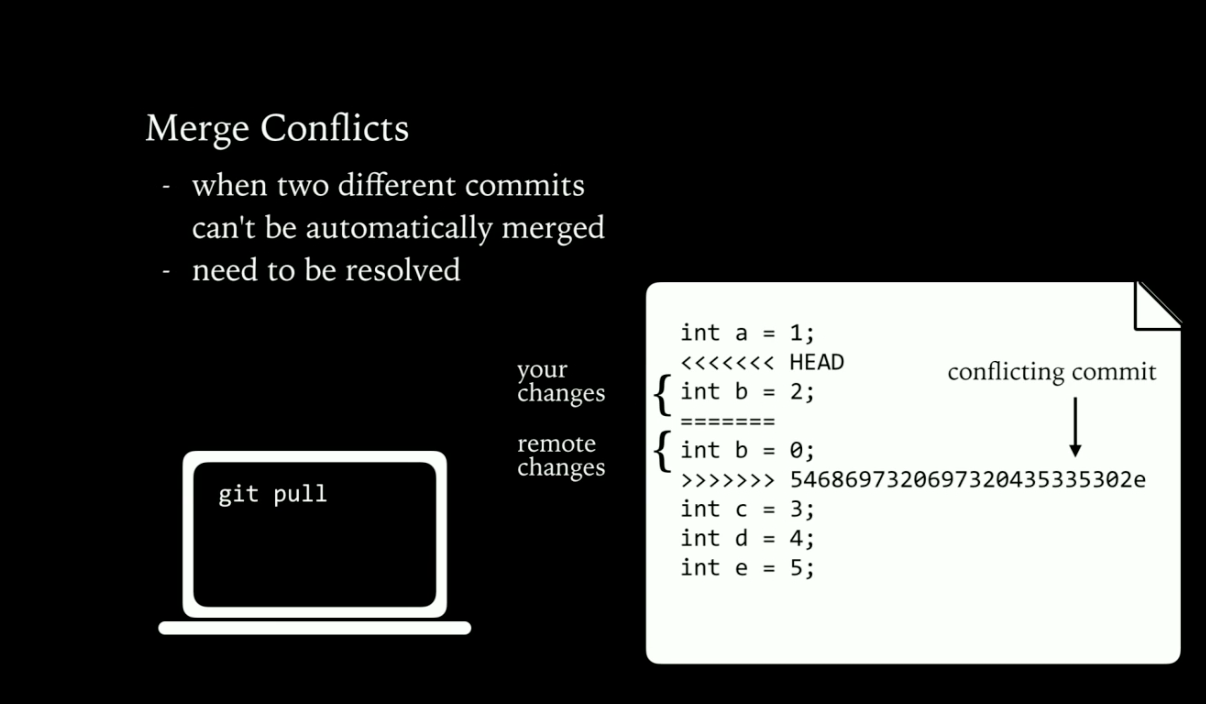 Merge Conflicts
- when two different commits
can't be automatically merged
- need to be resolved
git pull
your
changes
remote
changes
int a = 1;
<<<<<<< HEAD
int b = 2;
=======
int b = 0;
>>>>>>> 5468697320697320435335302e
int c = 3;
int d = 4;
int e = 5;
conflicting commit